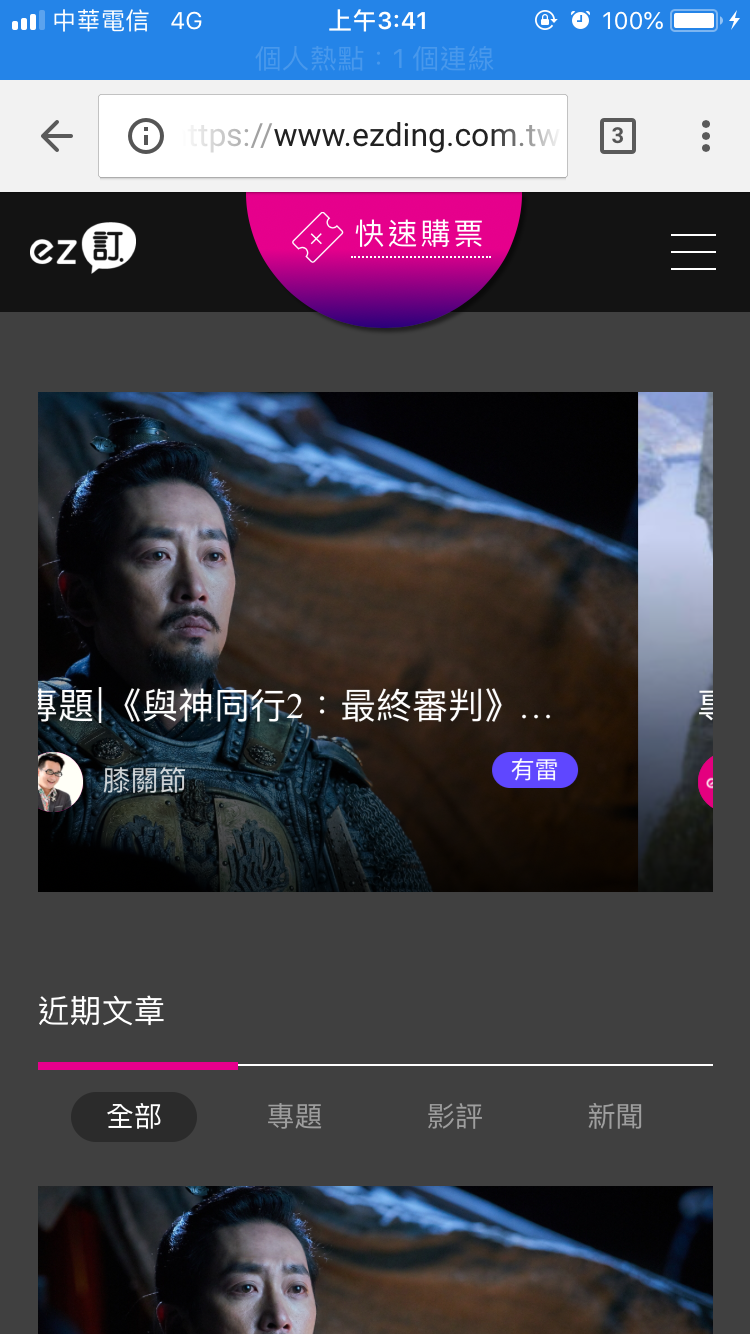 中華電信 4G 上午3:41 100%
個人熱點：1 個連線
ttps://www.ezding.com.tw 3
ez訂 快速購票
專題|《與神同行2：最終審判》…
膝關節 有雷
近期文章
全部 專題 影評 新聞